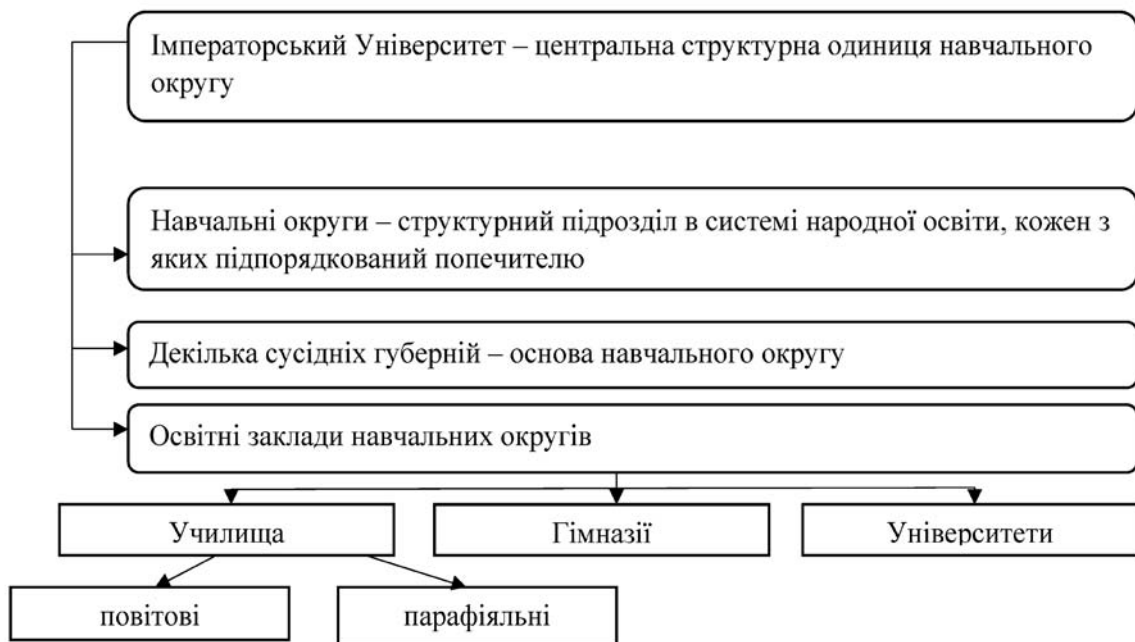 Імператорський Університет – центральна структурна одиниця навчального
округу
Навчальні округи – структурний підрозділ в системі народної освіти, кожен з
яких підпорядкований попечителю
Декілька сусідніх губерній – основа навчального округу
Освітні заклади навчальних округів
Училища
Гімназії
Університети
повітові
парафіяльні